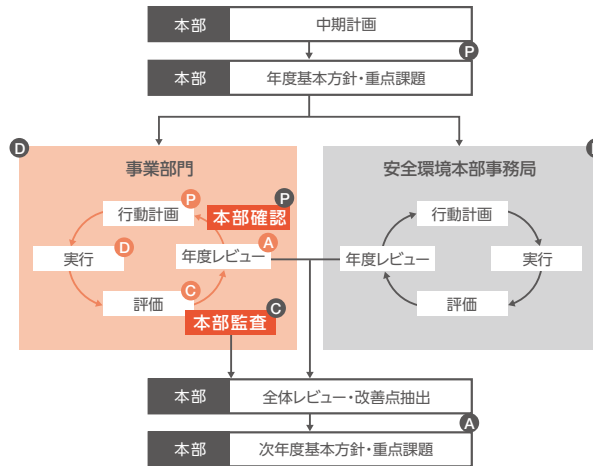 本部 中期計画
P
本部 年度基本方針・重点課題
D
事業部門
P
行動計画
P
本部確認
D
実行
A
年度レビュー
C
評価
C
本部監査
安全環境本部事務局
行動計画
年度レビュー
実行
評価
本部 全体レビュー・改善点抽出
A
本部 次年度基本方針・重点課題